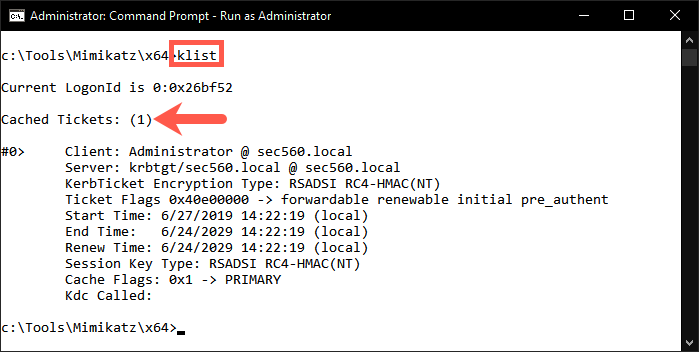 Administrator: Command Prompt - Run as Administrator
c:\Tools\Mimikatz\x64>klist
Current LogonId is 0:0x26bf52
Cached Tickets: (1)
#0>     Client: Administrator @ sec560.local
        Server: krbtgt/sec560.local @ sec560.local
        KerbTicket Encryption Type: RSADSI RC4-HMAC(NT)
        Ticket Flags 0x40e00000 -> forwardable renewable initial pre_authent
        Start Time: 6/27/2019 14:22:19 (local)
        End Time:   6/24/2029 14:22:19 (local)
        Renew Time: 6/24/2029 14:22:19 (local)
        Session Key Type: RSADSI RC4-HMAC(NT)
        Cache Flags: 0x1 -> PRIMARY
        Kdc Called:
c:\Tools\Mimikatz\x64>